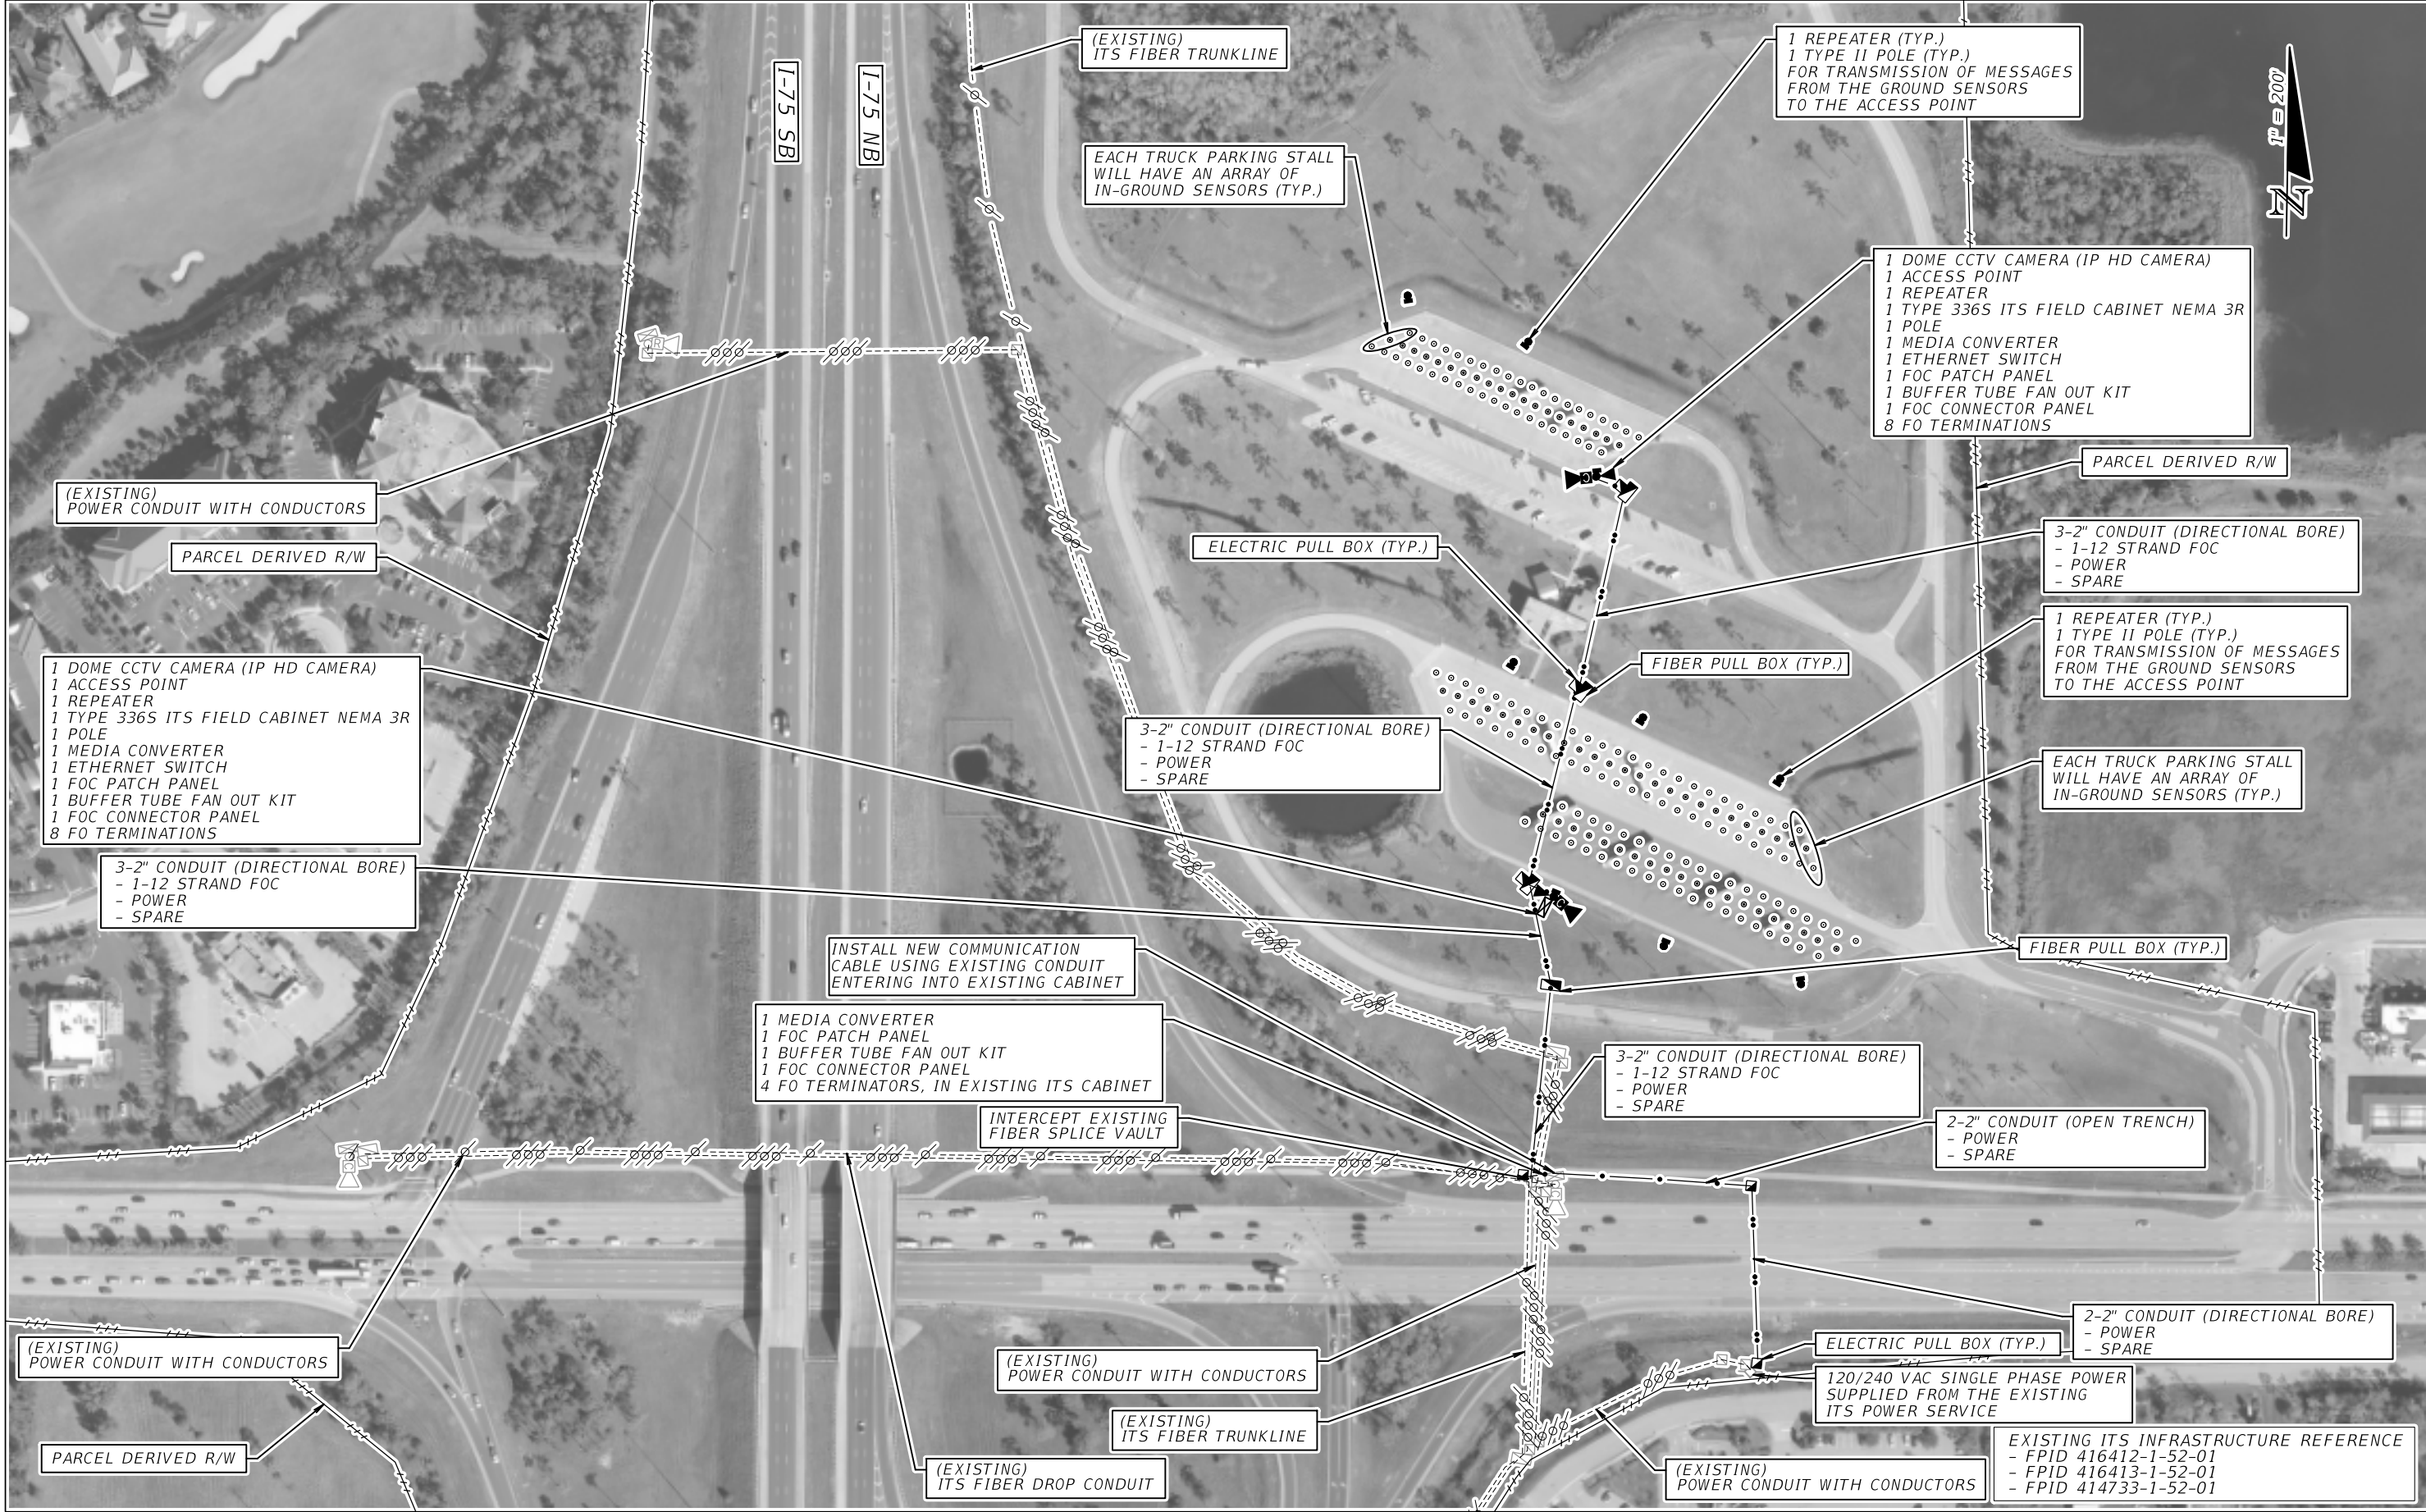 (EXISTING)
ITS FIBER TRUNKLINE
1 REPEATER (TYP.)
1 TYPE II POLE (TYP.)
FOR TRANSMISSION OF MESSAGES
FROM THE GROUND SENSORS
TO THE ACCESS POINT
1" = 200'
N
I-75 SB
I-75 NB
EACH TRUCK PARKING STALL
WILL HAVE AN ARRAY OF
IN-GROUND SENSORS (TYP.)
1 DOME CCTV CAMERA (IP HD CAMERA)
1 ACCESS POINT
1 REPEATER
1 TYPE 336S ITS FIELD CABINET NEMA 3R
1 POLE
1 MEDIA CONVERTER
1 ETHERNET SWITCH
1 FOC PATCH PANEL
1 BUFFER TUBE FAN OUT KIT
1 FOC CONNECTOR PANEL
8 FO TERMINATIONS
PARCEL DERIVED R/W
(EXISTING)
POWER CONDUIT WITH CONDUCTORS
PARCEL DERIVED R/W
ELECTRIC PULL BOX (TYP.)
3-2" CONDUIT (DIRECTIONAL BORE)
- 1-12 STRAND FOC
- POWER
- SPARE
1 REPEATER (TYP.)
1 TYPE II POLE (TYP.)
FOR TRANSMISSION OF MESSAGES
FROM THE GROUND SENSORS
TO THE ACCESS POINT
FIBER PULL BOX (TYP.)
1 DOME CCTV CAMERA (IP HD CAMERA)
1 ACCESS POINT
1 REPEATER
1 TYPE 336S ITS FIELD CABINET NEMA 3R
1 POLE
1 MEDIA CONVERTER
1 ETHERNET SWITCH
1 FOC PATCH PANEL
1 BUFFER TUBE FAN OUT KIT
1 FOC CONNECTOR PANEL
8 FO TERMINATIONS
3-2" CONDUIT (DIRECTIONAL BORE)
- 1-12 STRAND FOC
- POWER
- SPARE
EACH TRUCK PARKING STALL
WILL HAVE AN ARRAY OF
IN-GROUND SENSORS (TYP.)
3-2" CONDUIT (DIRECTIONAL BORE)
- 1-12 STRAND FOC
- POWER
- SPARE
FIBER PULL BOX (TYP.)
INSTALL NEW COMMUNICATION
CABLE USING EXISTING CONDUIT
ENTERING INTO EXISTING CABINET
1 MEDIA CONVERTER
1 FOC PATCH PANEL
1 BUFFER TUBE FAN OUT KIT
1 FOC CONNECTOR PANEL
4 FO TERMINATORS, IN EXISTING ITS CABINET
3-2" CONDUIT (DIRECTIONAL BORE)
- 1-12 STRAND FOC
- POWER
- SPARE
INTERCEPT EXISTING
FIBER SPLICE VAULT
2-2" CONDUIT (OPEN TRENCH)
- POWER
- SPARE
2-2" CONDUIT (DIRECTIONAL BORE)
- POWER
- SPARE
(EXISTING)
POWER CONDUIT WITH CONDUCTORS
(EXISTING)
POWER CONDUIT WITH CONDUCTORS
ELECTRIC PULL BOX (TYP.)
120/240 VAC SINGLE PHASE POWER
SUPPLIED FROM THE EXISTING
ITS POWER SERVICE
(EXISTING)
ITS FIBER TRUNKLINE
PARCEL DERIVED R/W
(EXISTING)
ITS FIBER DROP CONDUIT
(EXISTING)
POWER CONDUIT WITH CONDUCTORS
EXISTING ITS INFRASTRUCTURE REFERENCE
- FPID 416412-1-52-01
- FPID 416413-1-52-01
- FPID 414733-1-52-01